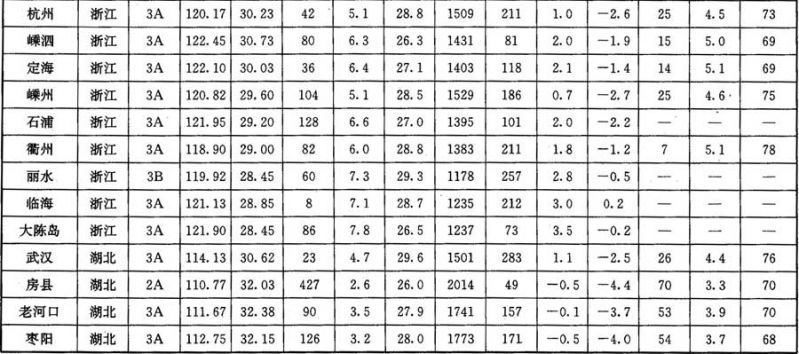 杭州 浙江 3A 120.17 30.23 42 5.1 28.8 1509 211 1.0 −2.6 25 4.5 73
嵊泗 浙江 3A 122.45 30.73 80 6.3 26.3 1431 81 2.0 −1.9 15 5.0 69
定海 浙江 3A 122.10 30.03 36 6.4 27.1 1403 118 2.1 −1.4 14 5.1 69
嵊州 浙江 3A 120.82 29.60 104 5.1 28.5 1529 186 0.7 −2.7 25 4.6 75
石浦 浙江 3A 121.95 29.20 128 6.6 27.0 1395 101 2.0 −2.2 — — —
衢州 浙江 3A 118.90 29.00 82 6.0 28.8 1383 211 1.8 −1.2 7 5.1 78
丽水 浙江 3B 119.92 28.45 60 7.3 29.3 1178 257 2.8 −0.5 — — —
临海 浙江 3A 121.13 28.85 8 7.1 28.7 1235 212 3.0 0.2 — — —
大陈岛 浙江 3A 121.90 28.45 86 7.8 26.5 1237 73 3.5 −0.2 — — —
武汉 湖北 3A 114.13 30.62 23 4.7 29.6 1501 283 1.1 −2.5 26 4.4 76
房县 湖北 2A 110.77 32.03 427 2.6 26.0 2014 49 −0.5 −4.4 70 3.3 70
老河口 湖北 3A 111.67 32.38 90 3.5 27.9 1741 157 −0.1 −3.7 53 3.9 70
枣阳 湖北 3A 112.75 32.15 126 3.2 28.0 1773 171 −0.5 −4.0 54 3.7 68